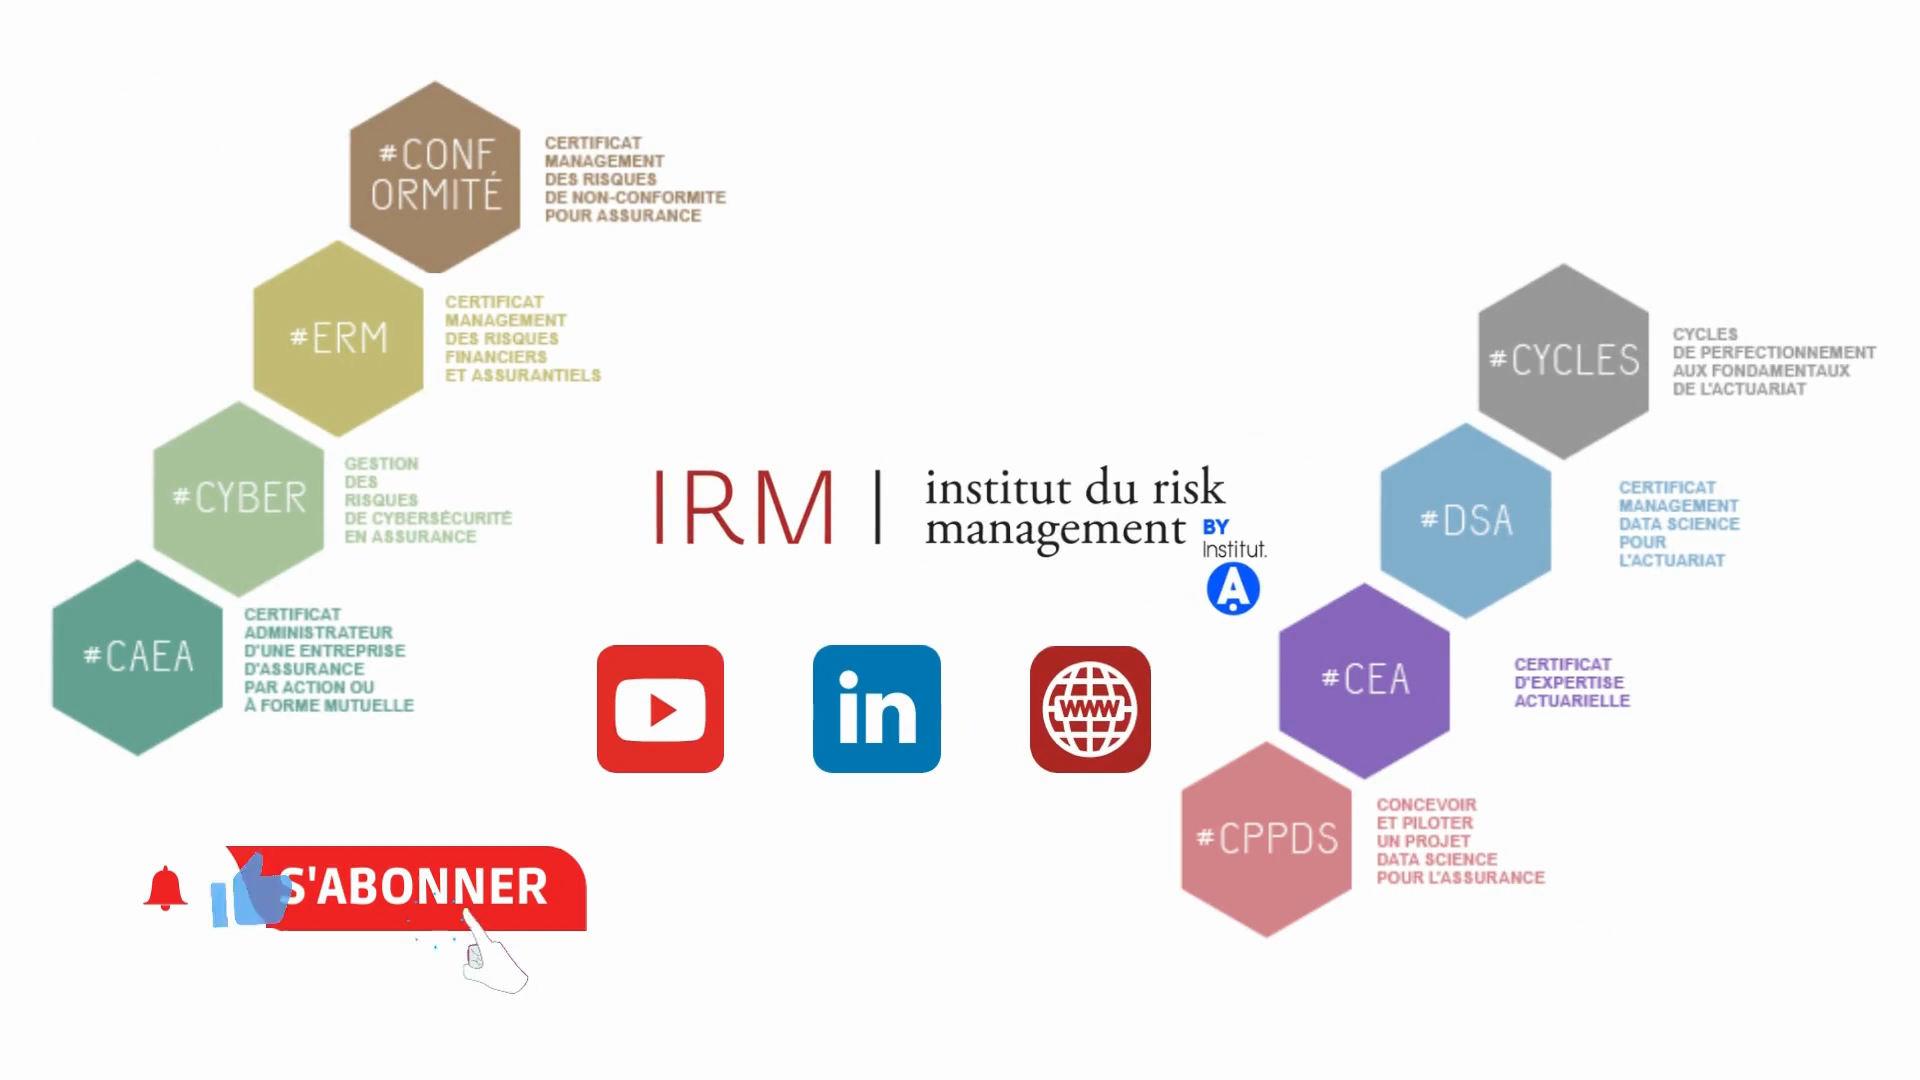 #CONF
ORMITÉ
CERTIFICAT
MANAGEMENT
DES RISQUES
DE NON-CONFORMITE
POUR ASSURANCE
#ERM
CERTIFICAT
MANAGEMENT
DES RISQUES
FINANCIERS
ET ASSURANTIELS
#CYBER
GESTION
DES
RISQUES
DE CYBERSÉCURITÉ
EN ASSURANCE
#CAEA
CERTIFICAT
ADMINISTRATEUR
D'UNE ENTREPRISE
D'ASSURANCE
PAR ACTION OU
À FORME MUTUELLE
IRM
institut du risk
management
BY
Institut.
A
in
www
#CYCLES
CYCLES
DE PERFECTIONNEMENT
AUX FONDAMENTAUX
DE L'ACTUARIAT
#DSA
CERTIFICAT
MANAGEMENT
DATA SCIENCE
POUR
L'ACTUARIAT
#CEA
CERTIFICAT
D'EXPERTISE
ACTUARIELLE
#CPPDS
CONCEVOIR
ET PILOTER
UN PROJET
DATA SCIENCE
POUR L'ASSURANCE
S'ABONNER